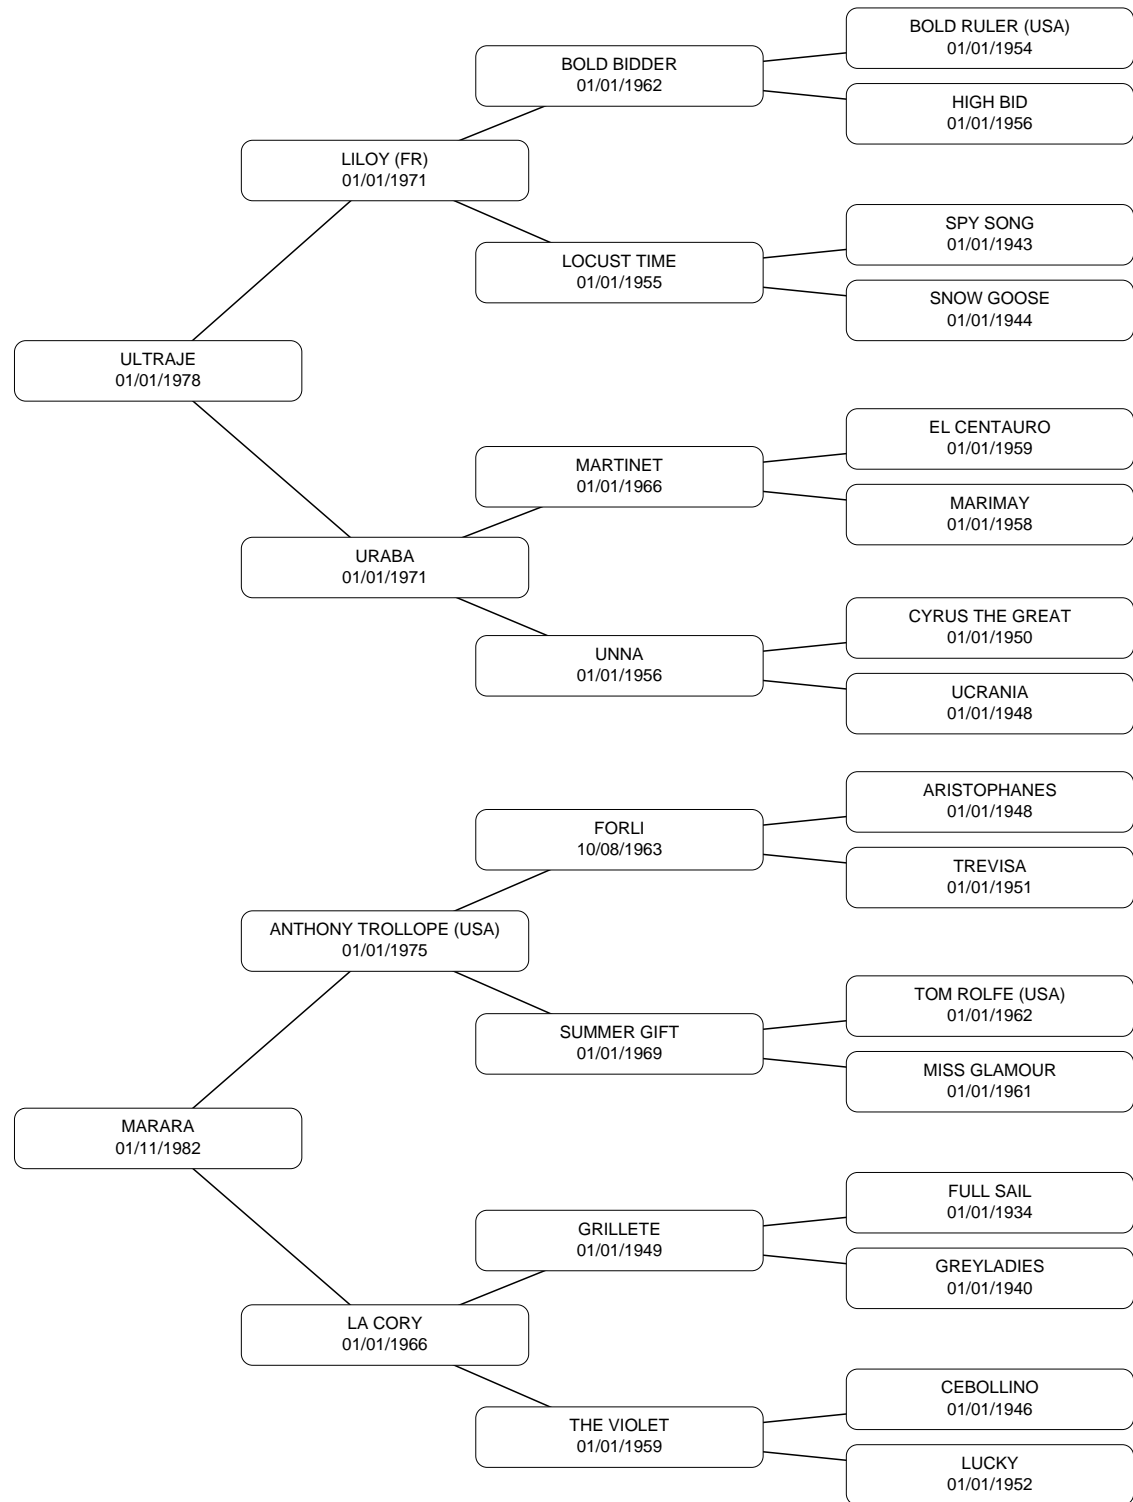 BOLD RULER (USA)
01/01/1954
BOLD BIDDER
01/01/1962
HIGH BID
01/01/1956
LILOY (FR)
01/01/1971
SPY SONG
01/01/1943
LOCUST TIME
01/01/1955
SNOW GOOSE
01/01/1944
ULTRAJE
01/01/1978
EL CENTAURO
01/01/1959
MARTINET
01/01/1966
MARIMAY
01/01/1958
URABA
01/01/1971
CYRUS THE GREAT
01/01/1950
UNNA
01/01/1956
UCRANIA
01/01/1948
ARISTOPHANES
01/01/1948
FORLI
10/08/1963
TREVISA
01/01/1951
ANTHONY TROLLOPE (USA)
01/01/1975
TOM ROLFE (USA)
01/01/1962
SUMMER GIFT
01/01/1969
MISS GLAMOUR
01/01/1961
MARARA
01/11/1982
FULL SAIL
01/01/1934
GRILLETE
01/01/1949
GREYLADIES
01/01/1940
LA CORY
01/01/1966
CEBOLLINO
01/01/1946
THE VIOLET
01/01/1959
LUCKY
01/01/1952